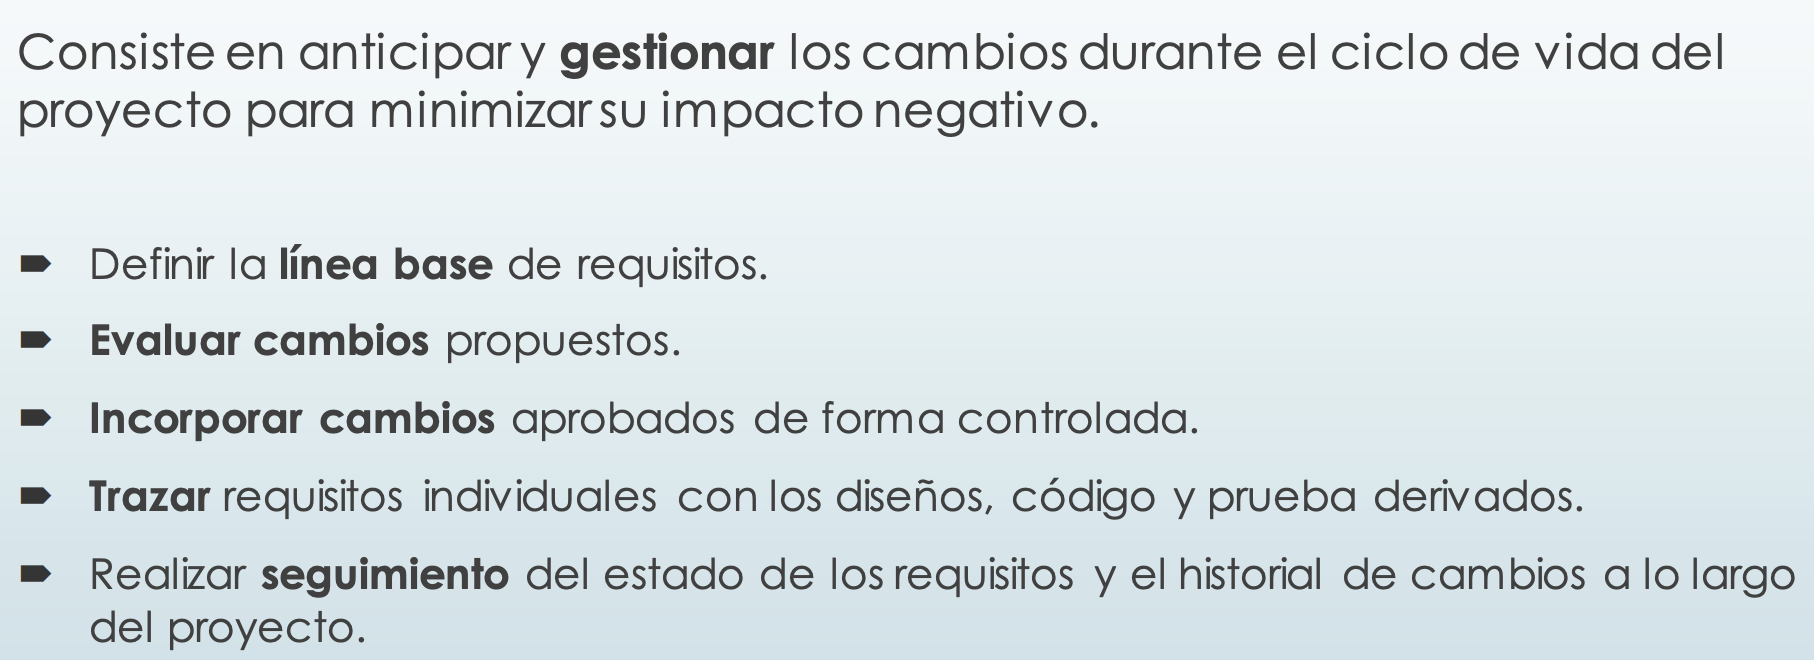 Consiste en anticipar y gestionar los cambios durante el ciclo de vida del
proyecto para minimizar su impacto negativo.
Definir la línea base de requisitos.
Evaluar cambios propuestos.
Incorporar cambios aprobados de forma controlada.
Trazar requisitos individuales con los diseños, código y prueba derivados.
Realizar seguimiento del estado de los requisitos y el historial de cambios a lo largo
del proyecto.